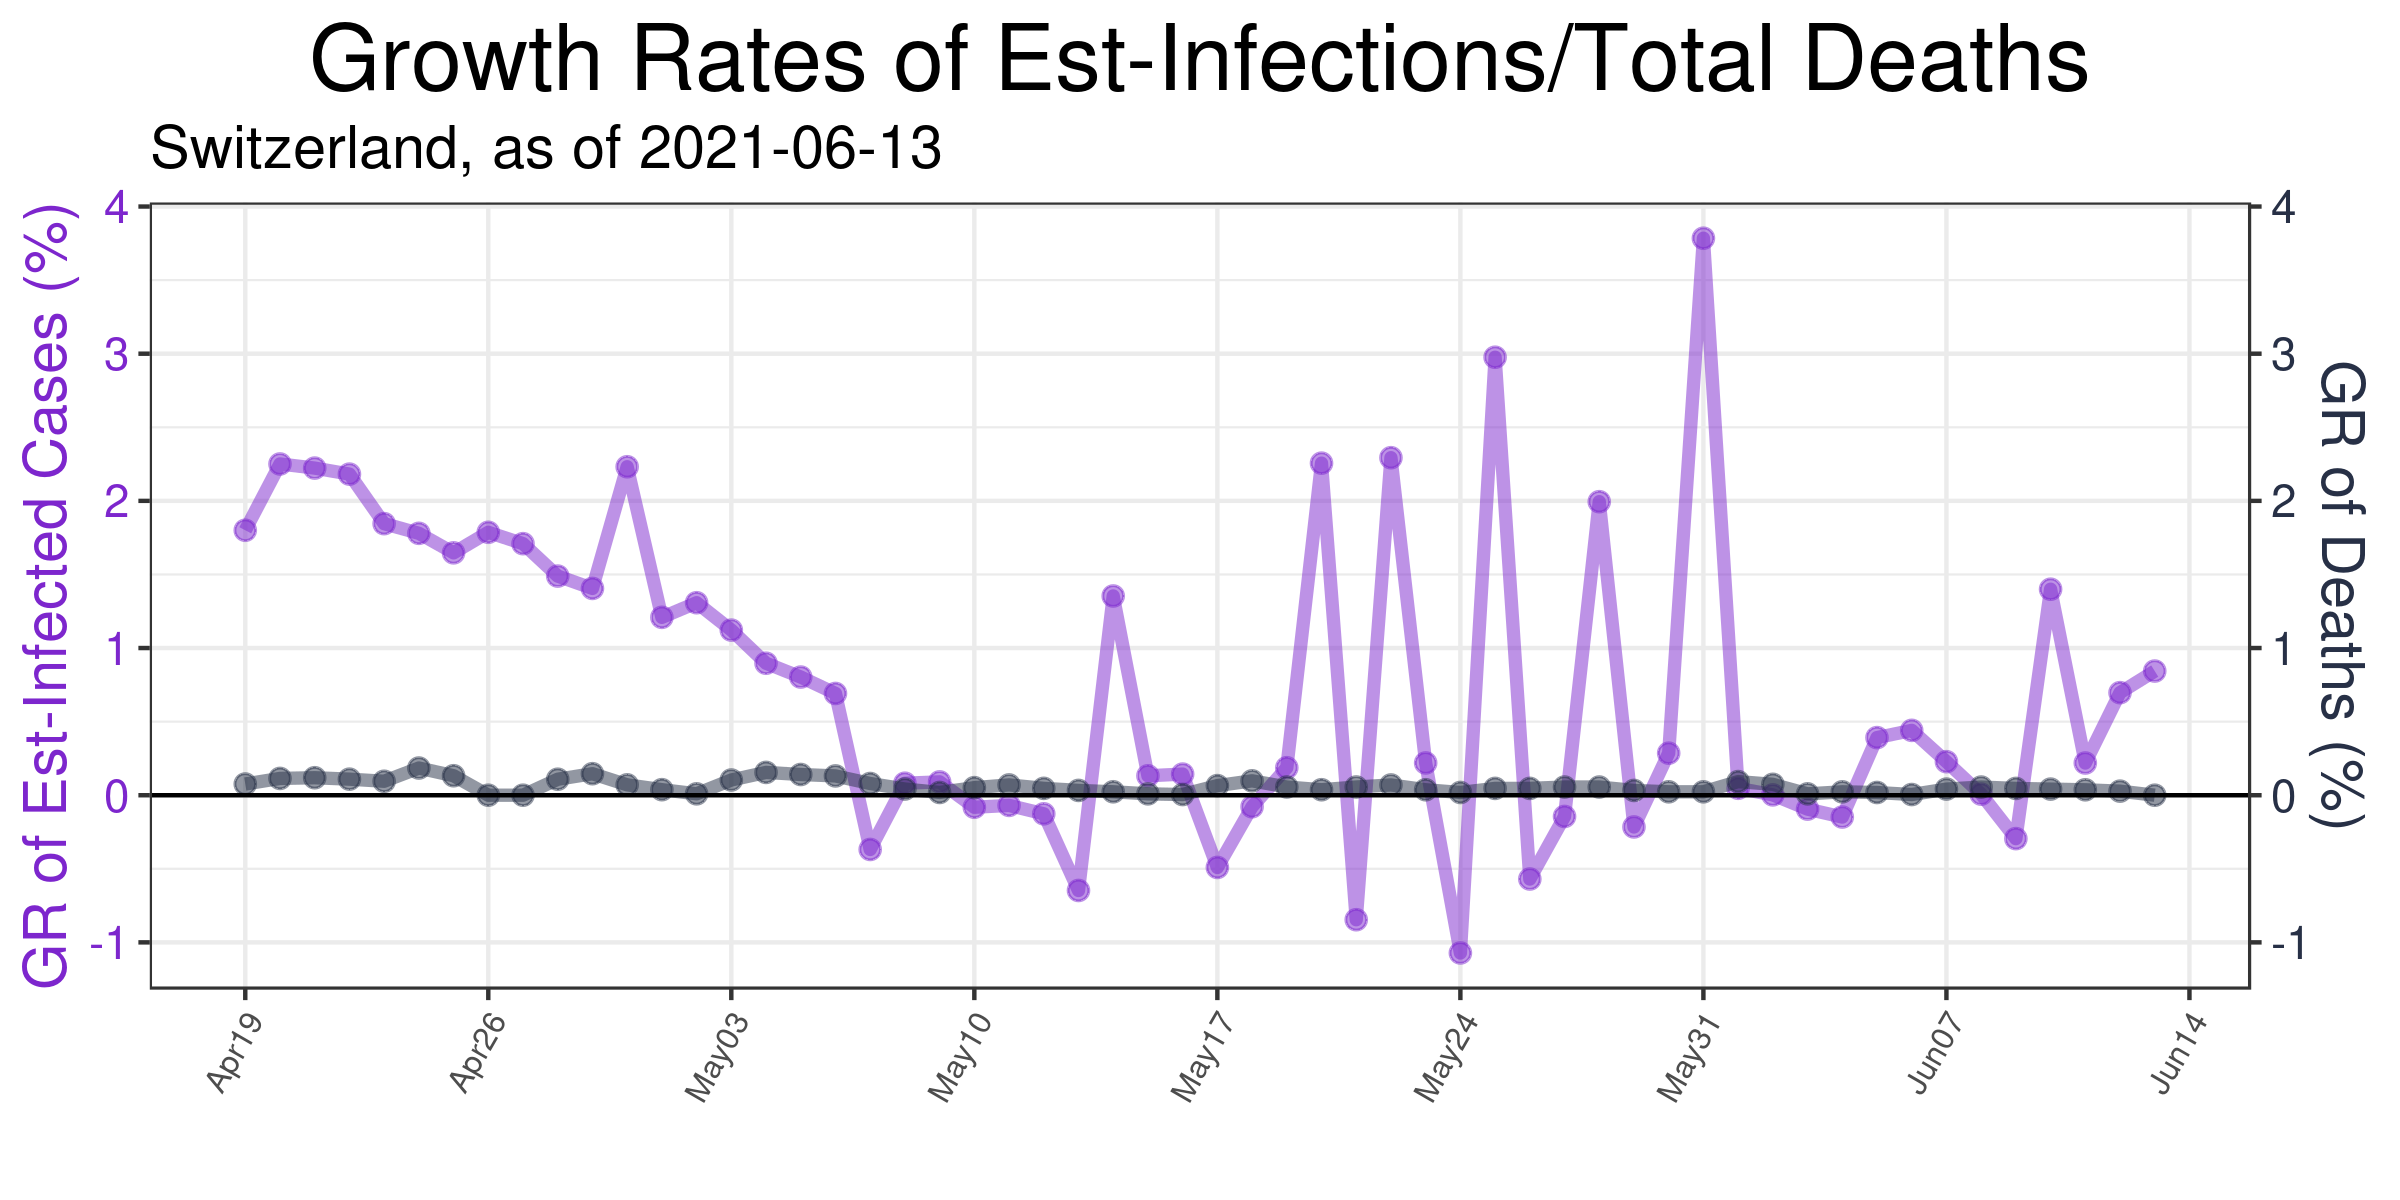 Growth Rates of Est-Infections/Total Deaths
Switzerland, as of 2021-06-13
GR of Est-Infected Cases (%)
4
3
2
1
0
-1
4
3
2
1
0
-1
GR of Deaths (%)
Apr19
Apr26
May03
May10
May17
May24
May31
Jun07
Jun14